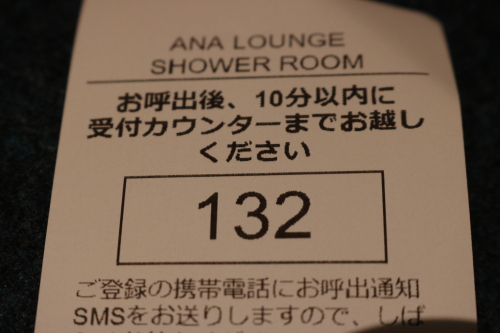 ANA LOUNGE
SHOWER ROOM
お呼出後、10分以内に
受付カウンターまでお越し
ください
132
ご登録の携帯電話にお呼出通知
SMSをお送りしますので、しば